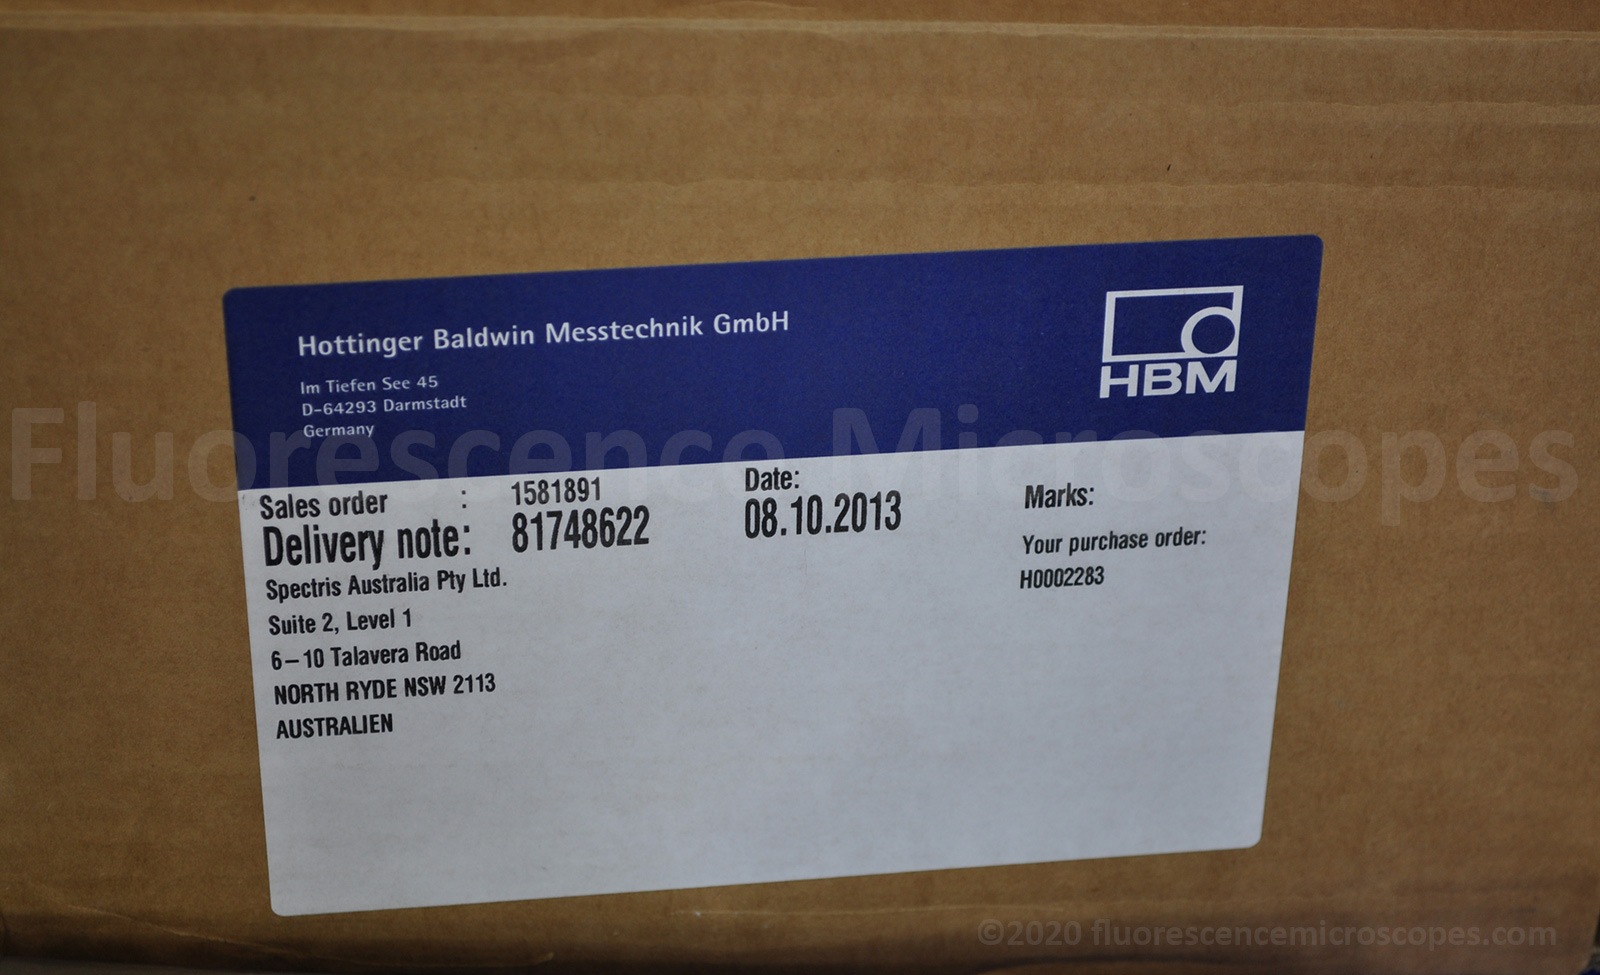 Hottinger Baldwin Messtechnik GmbH
Im Tiefen See 45
D-64293 Darmstadt
Germany
HBM
Fluorescence Microscopes
Sales order : 1581891
Delivery note: 81748622
Date:
08.10.2013
Marks:
Your purchase order:
H0002283
Spectris Australia Pty Ltd.
Suite 2, Level 1
6–10 Talavera Road
NORTH RYDE NSW 2113
AUSTRALIEN
©2020 fluorescencemicroscopes.com